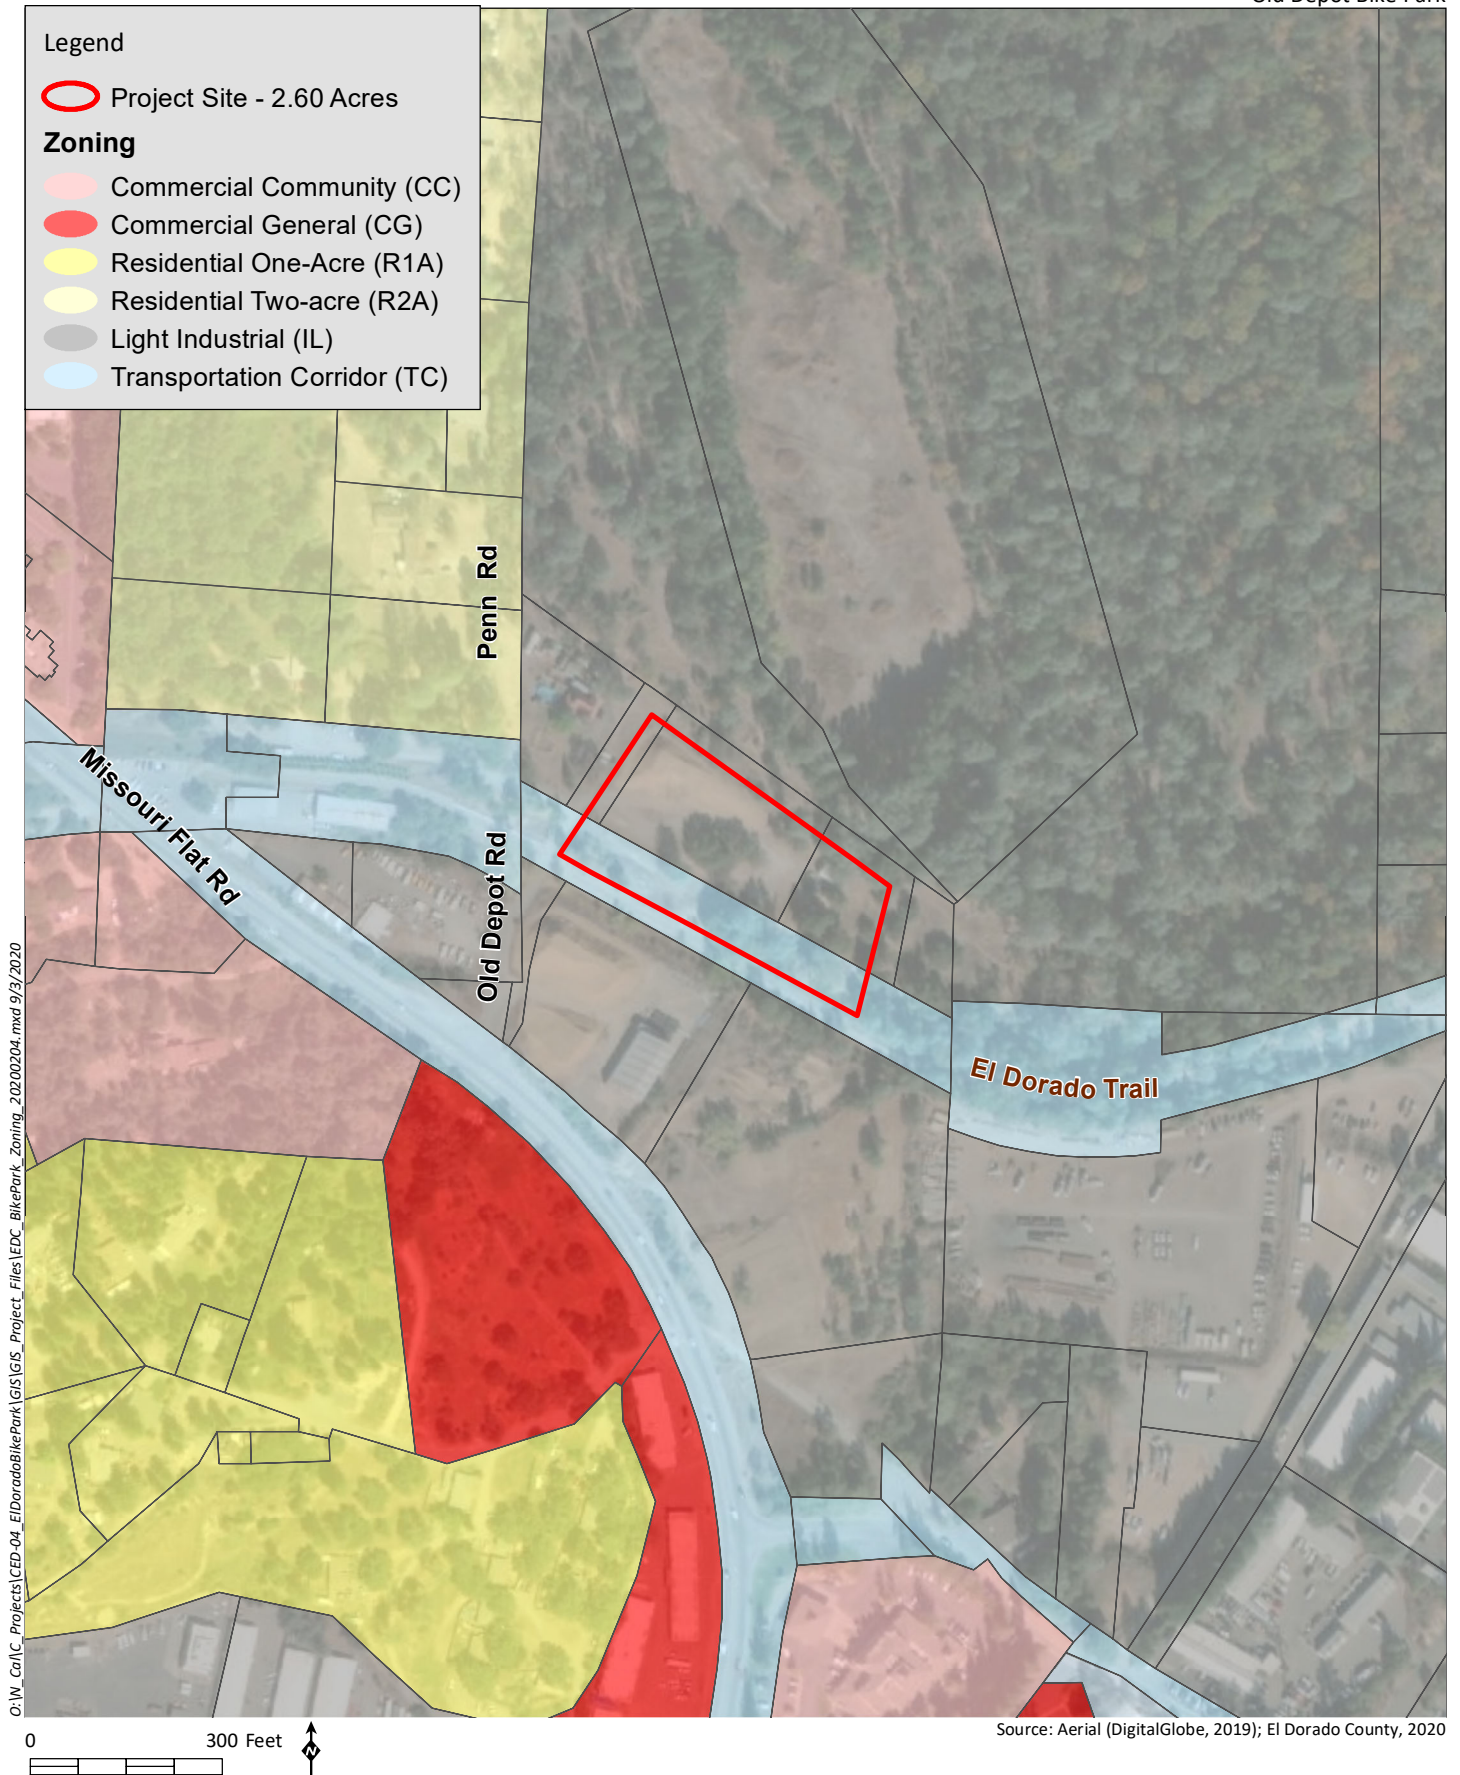 Old Depot Bike Park
Legend
Project Site - 2.60 Acres
Zoning
Commercial Community (CC)
Commercial General (CG)
Residential One-Acre (R1A)
Residential Two-acre (R2A)
Light Industrial (IL)
Transportation Corridor (TC)
Penn Rd
Missouri Flat Rd
Old Depot Rd
El Dorado Trail
O:\N_Cal\C_Projects\CED-04_ElDoradoBikePark\GIS\GIS_Project_Files\EDC_BikePark_Zoning_20200204.mxd 9/3/2020
0 300 Feet
N
Source: Aerial (DigitalGlobe, 2019); El Dorado County, 2020